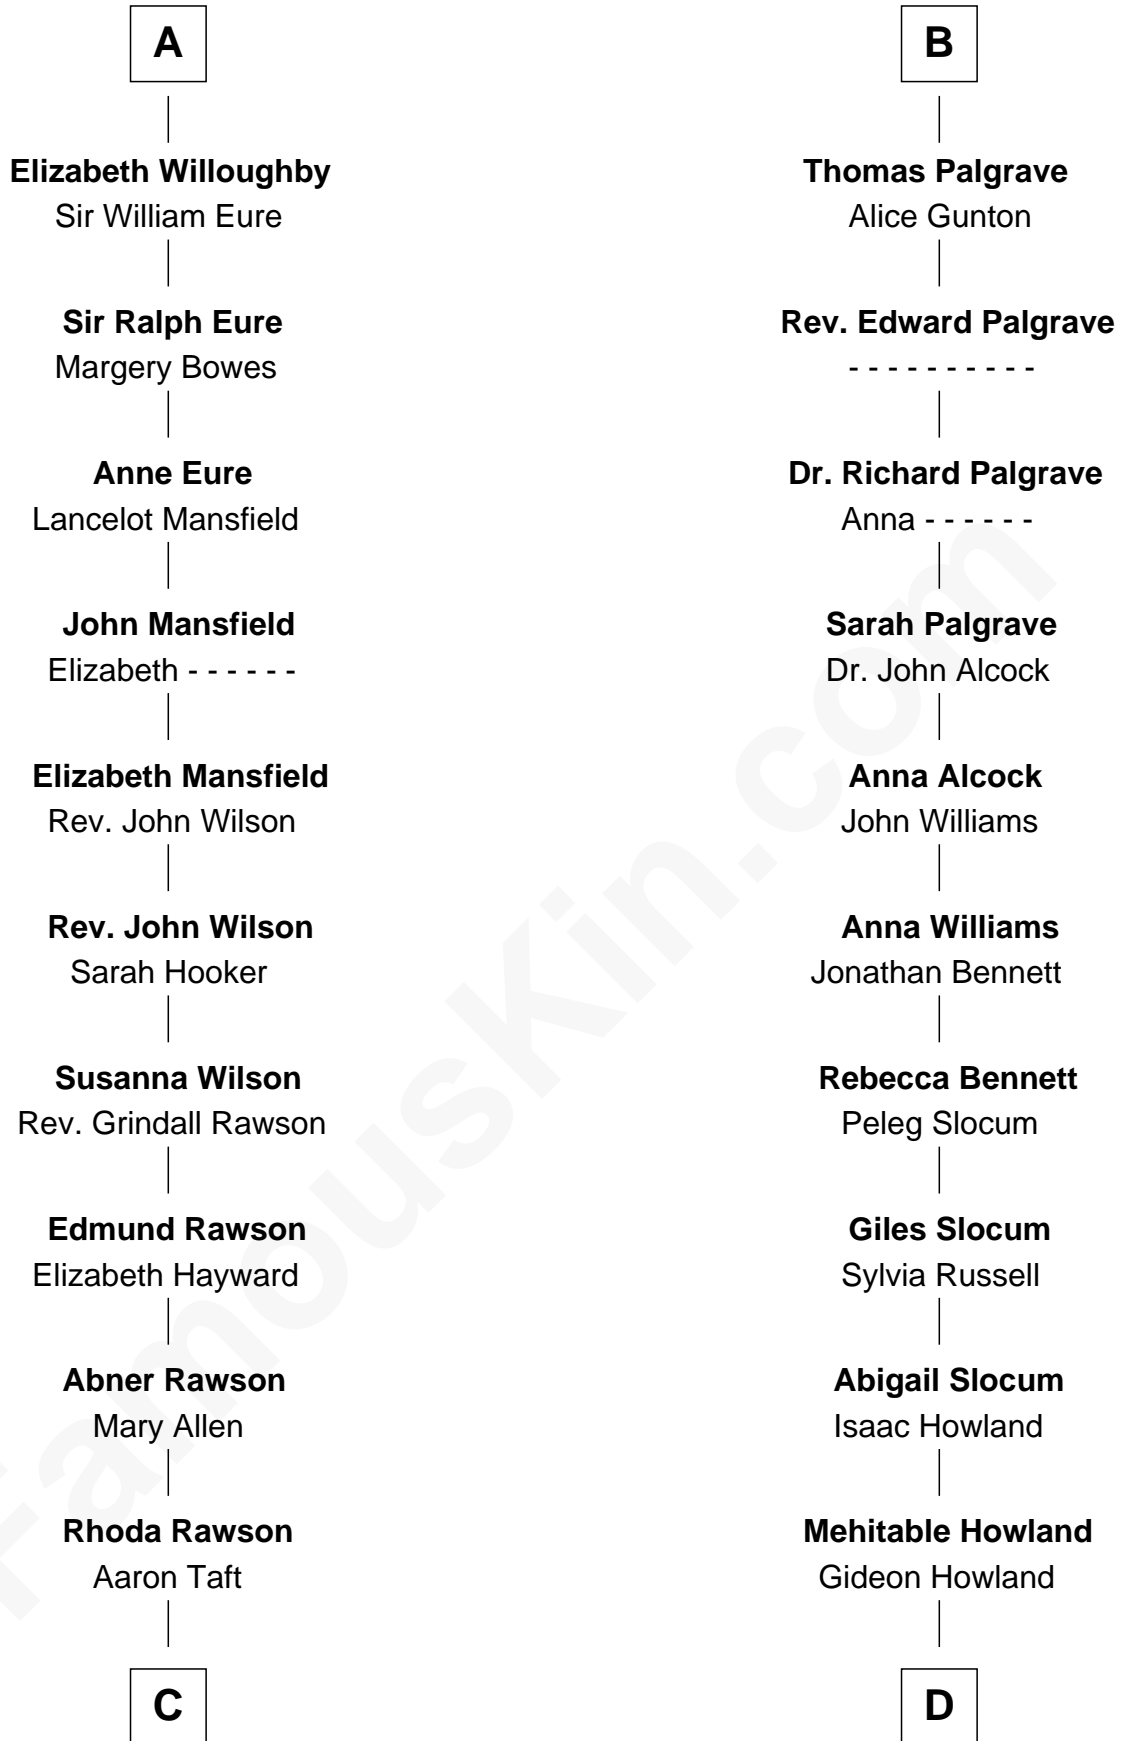 A
Elizabeth Willoughby
Sir William Eure
Sir Ralph Eure
Margery Bowes
Anne Eure
Lancelot Mansfield
John Mansfield
Elizabeth - - - - - -
Elizabeth Mansfield
Rev. John Wilson
Rev. John Wilson
Sarah Hooker
Susanna Wilson
Rev. Grindall Rawson
Edmund Rawson
Elizabeth Hayward
Abner Rawson
Mary Allen
Rhoda Rawson
Aaron Taft
C
B
Thomas Palgrave
Alice Gunton
Rev. Edward Palgrave
- - - - - - - - - -
Dr. Richard Palgrave
Anna - - - - - -
Sarah Palgrave
Dr. John Alcock
Anna Alcock
John Williams
Anna Williams
Jonathan Bennett
Rebecca Bennett
Peleg Slocum
Giles Slocum
Sylvia Russell
Abigail Slocum
Isaac Howland
Mehitable Howland
Gideon Howland
D
FamousKin.com